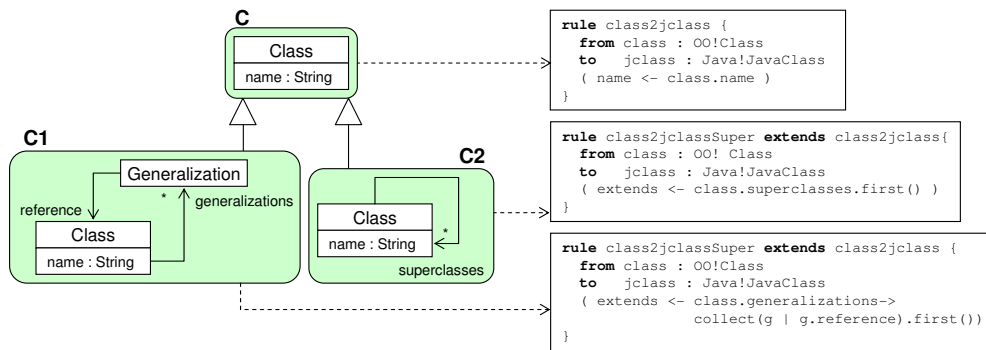 C
Class
name : String
rule class2jclass {
from class : OO!Class
to jclass : Java!JavaClass
( name <- class.name )
}
C1
Generalization
*
generalizations
reference
Class
name : String
C2
Class
name : String
*
superclasses
rule class2jclassSuper extends class2jclass{
from class : OO! Class
to jclass : Java!JavaClass
( extends <- class.superclasses.first() )
}
rule class2jclassSuper extends class2jclass {
from class : OO!Class
to jclass : Java!JavaClass
( extends <- class.generalizations->
collect(g | g.reference).first())
}